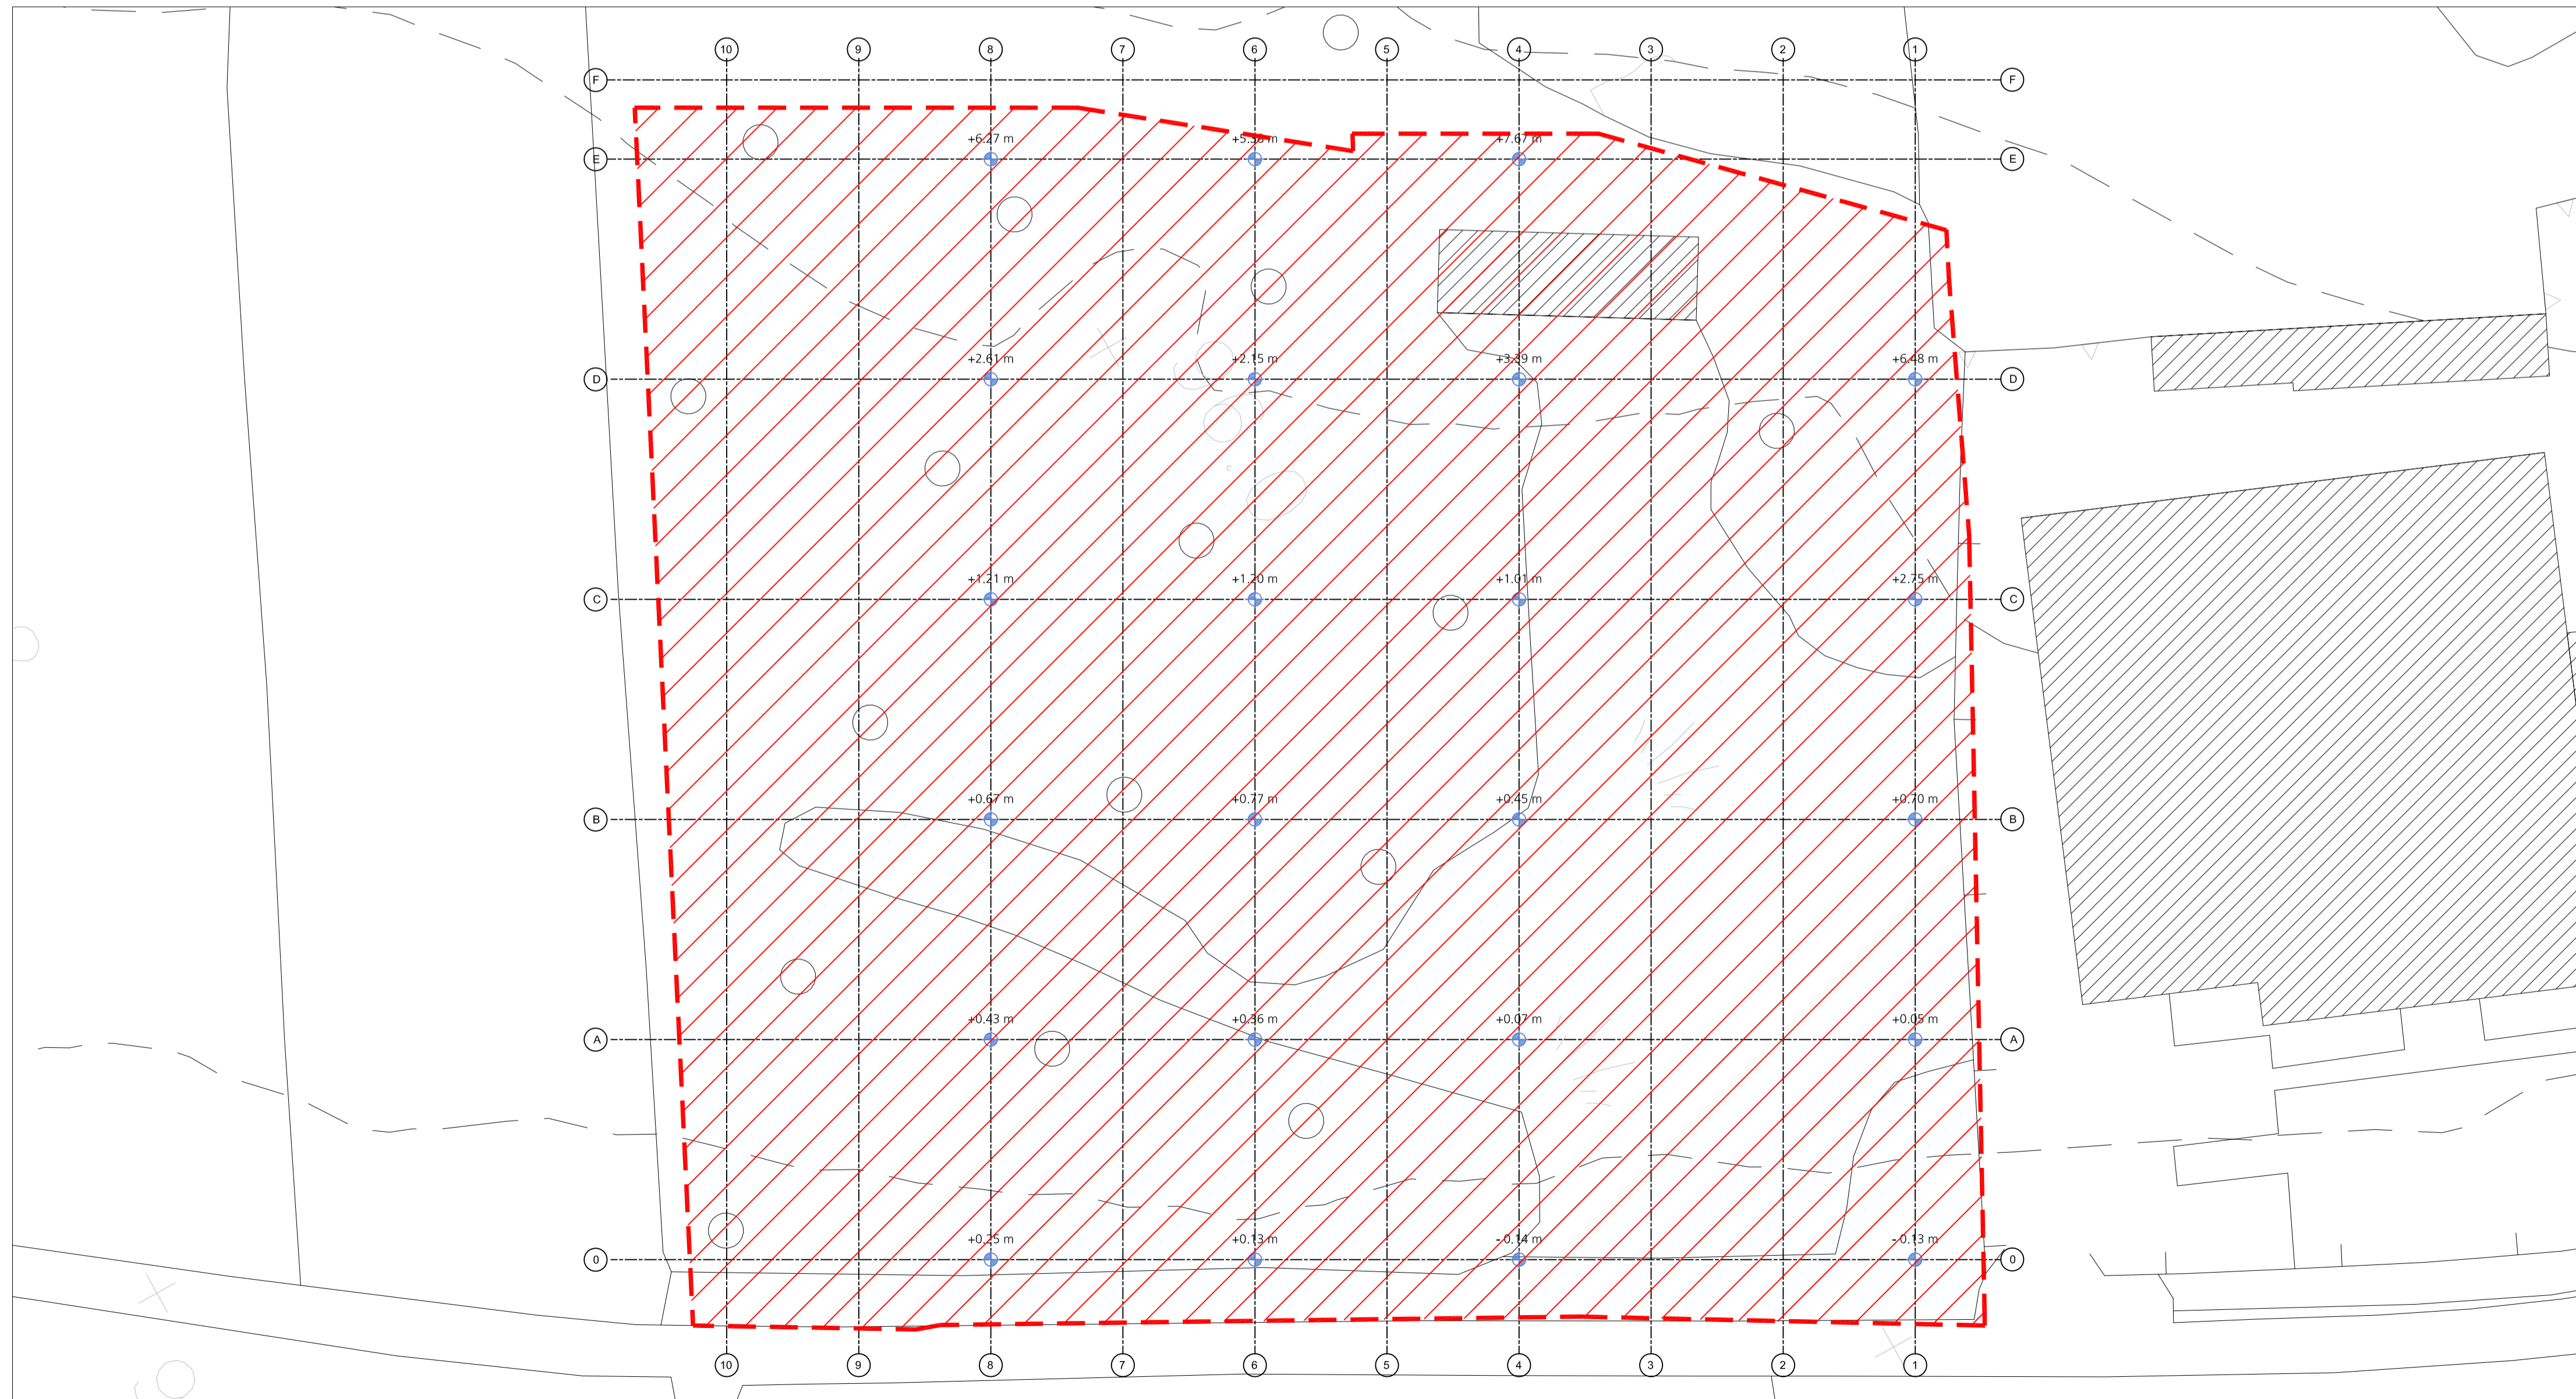 10 9 8 7 6 5 4 3 2 1
F F
+6.27 m +7.67 m
E E
+2.61 m +2.15 m +3.39 m +6.48 m
D D
+1.21 m +1.20 m +1.01 m +2.75 m
C C
+0.67 m +0.77 m +0.45 m +0.70 m
B B
+0.43 m +0.36 m +0.07 m +0.05 m
A A
+0.25 m +0.13 m -0.14 m -0.13 m
0 0
10 9 8 7 6 5 4 3 2 1